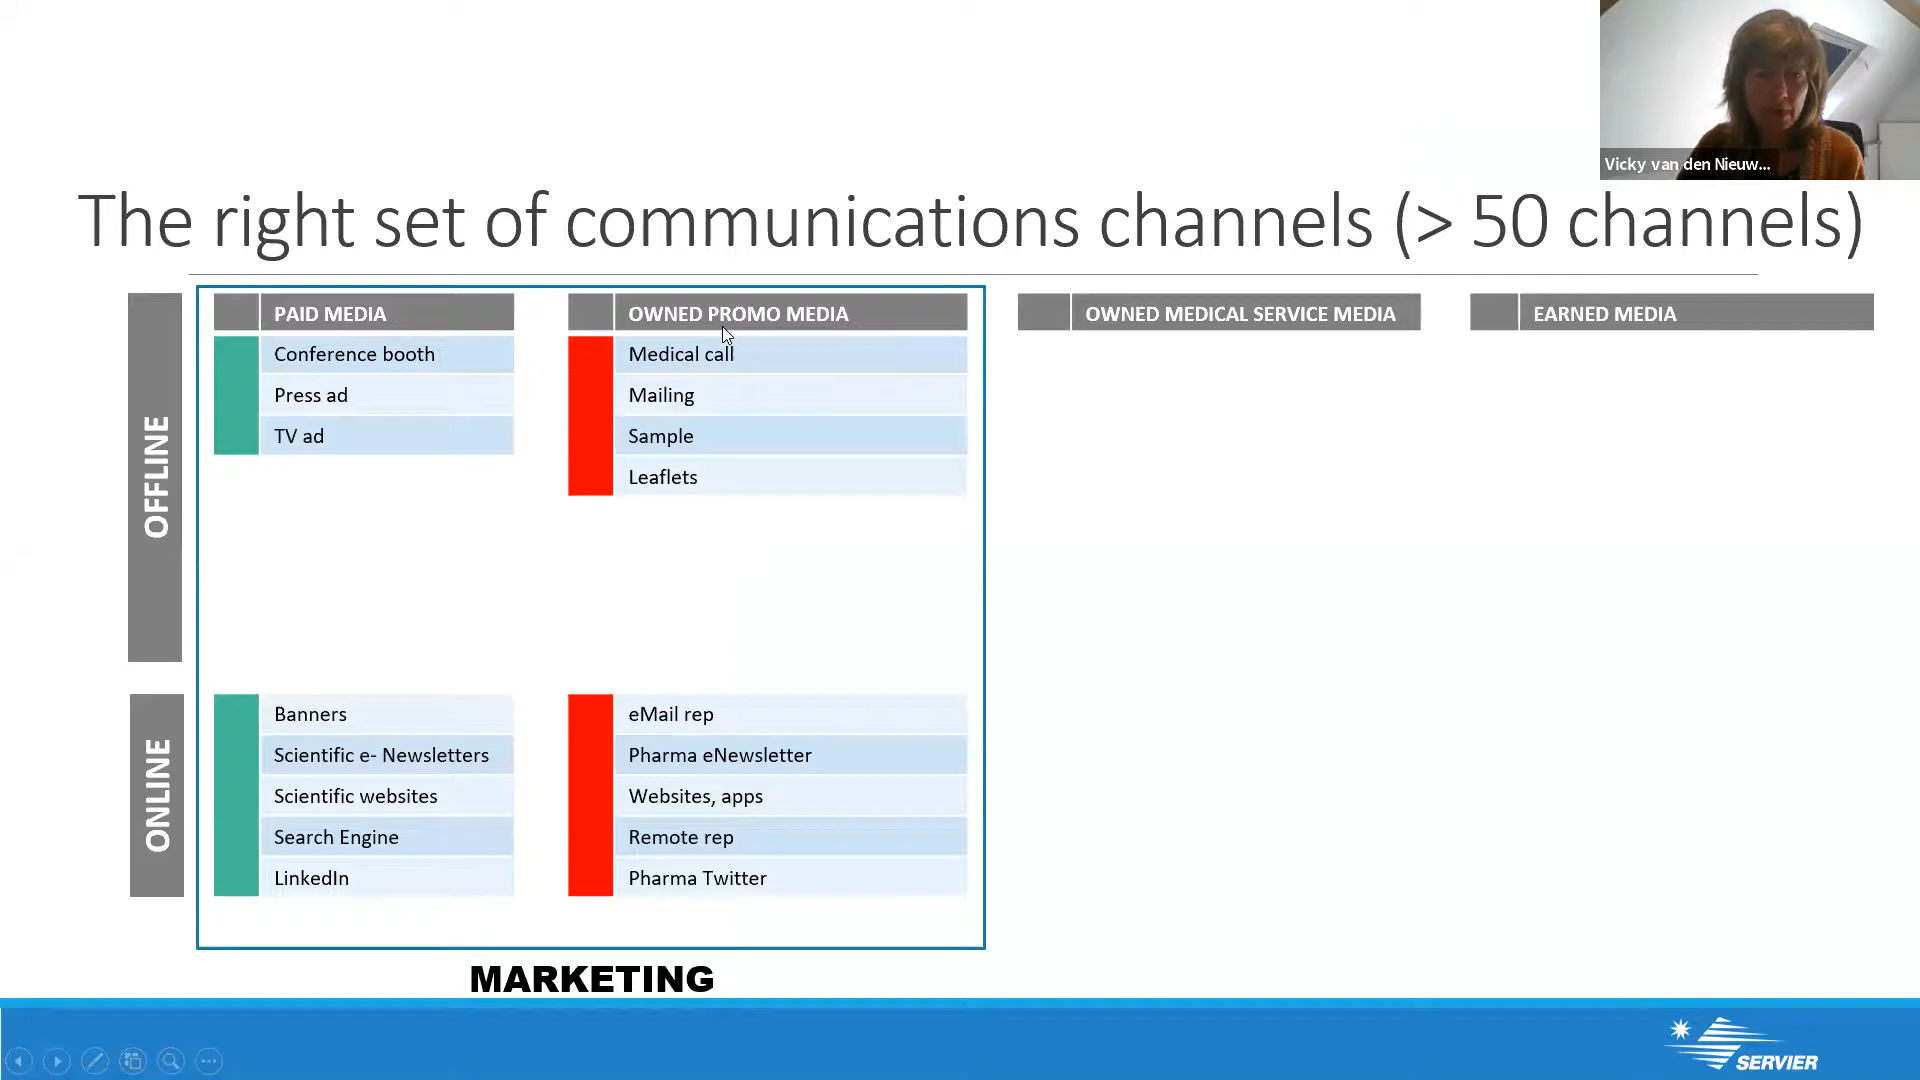 Vicky van den Nieuw...
The right set of communications channels (> 50 channels)
PAID MEDIA
OWNED PROMO MEDIA
OWNED MEDICAL SERVICE MEDIA
EARNED MEDIA
OFFLINE
Conference booth
Press ad
TV ad
Medical call
Mailing
Sample
Leaflets
ONLINE
Banners
Scientific e- Newsletters
Scientific websites
Search Engine
LinkedIn
eMail rep
Pharma eNewsletter
Websites, apps
Remote rep
Pharma Twitter
MARKETING
SERVIER